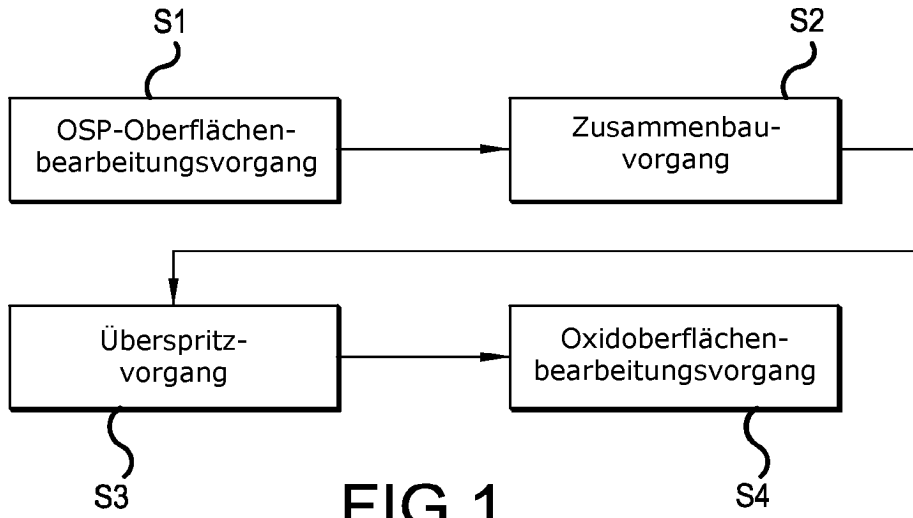 S1
S2
OSP-Oberflächen-
bearbeitungsvorgang
Zusammenbau-
vorgang
Überspritz-
vorgang
Oxidoberflächen-
bearbeitungsvorgang
S3
S4
FIG.1